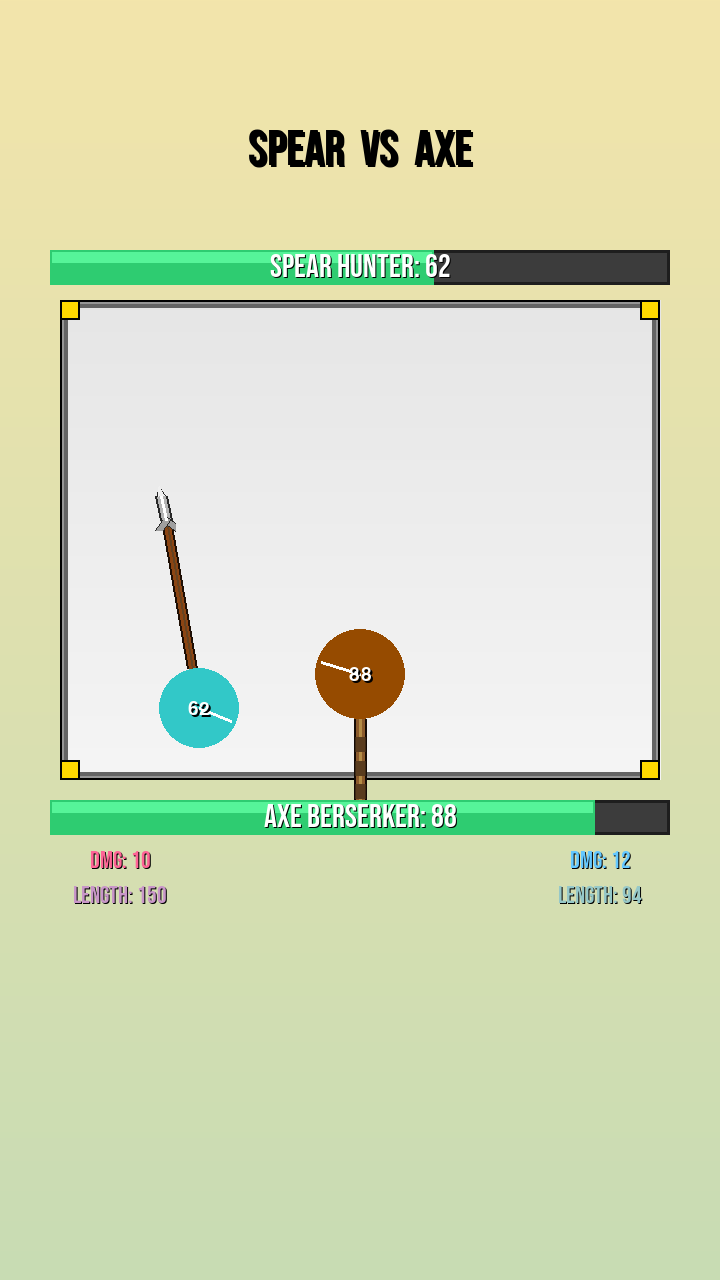 SPEAR VS AXE
SPEAR HUNTER: 62
88
62
AXE BERSERKER: 88
DMG: 10
DMG: 12
LENGTH: 150
LENGTH: 94